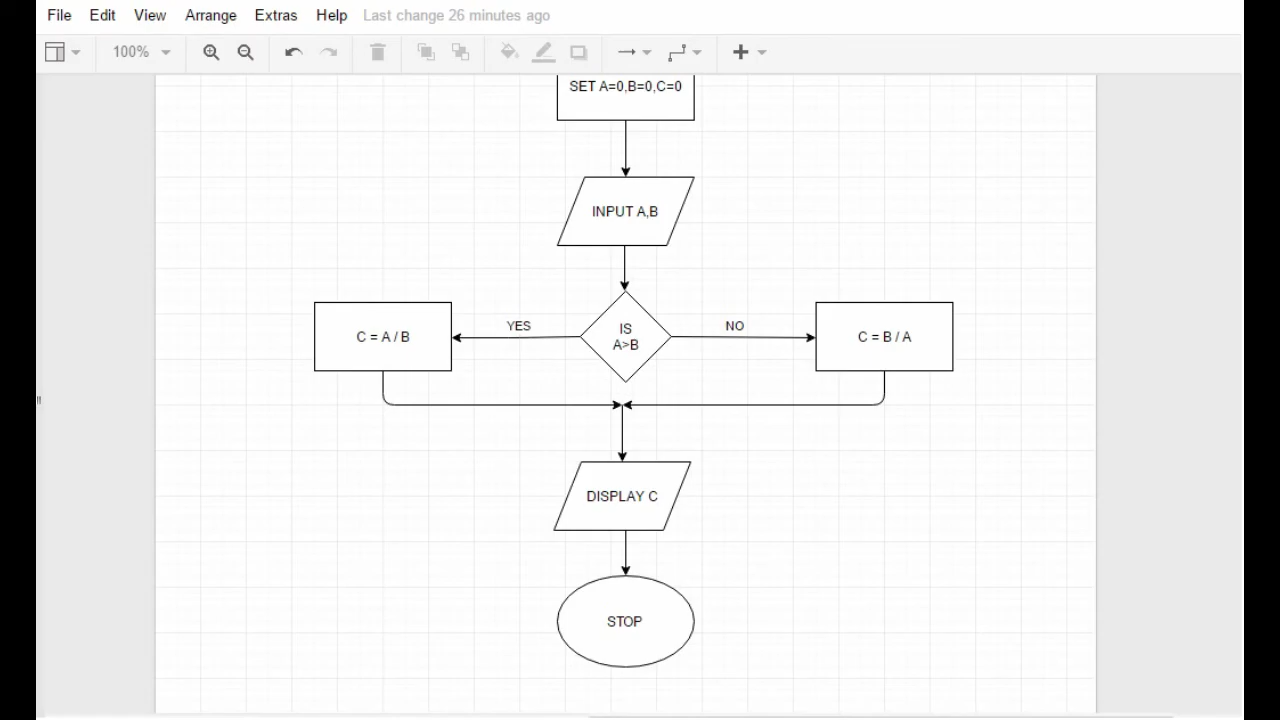 File Edit View Arrange Extras Help Last change 26 minutes ago
100%
SET A=0,B=0,C=0
INPUT A,B
C = A / B
YES
IS
A>B
NO
C = B / A
DISPLAY C
STOP